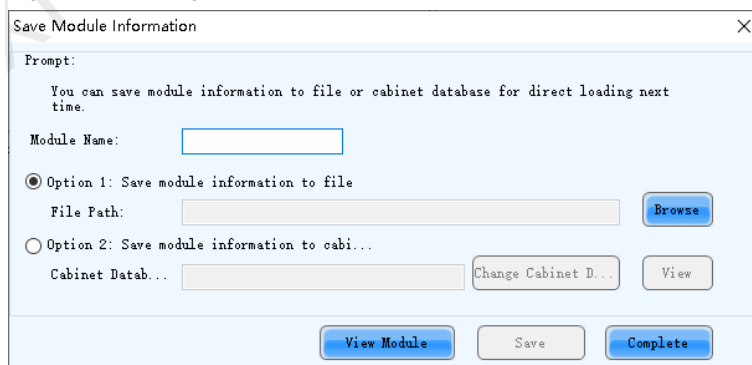 Save Module Information
Prompt:
You can save module information to file or cabinet database for direct loading next
time.
Module Name:
Option 1: Save module information to file
File Path:
Browse
Option 2: Save module information to cabi...
Cabinet Datab...
Change Cabinet D...
View
View Module
Save
Complete